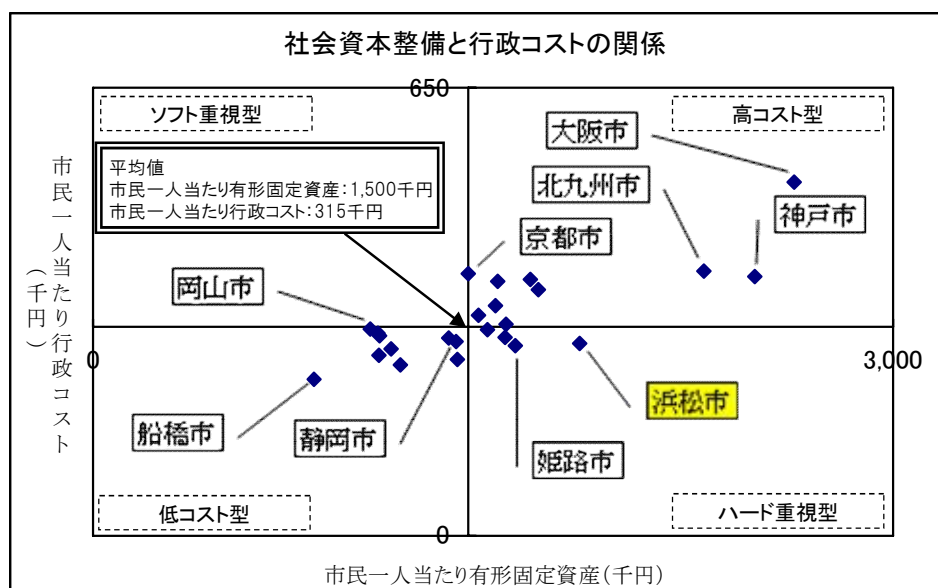 社会資本整備と行政コストの関係
650
ソフト重視型
高コスト型
大阪市
平均値
市民一人当たり有形固定資産：1,500千円
市民一人当たり行政コスト：315千円
北九州市
神戸市
京都市
岡山市
市民一人当たり行政コスト
（千円）
0
3,000
浜松市
船橋市
静岡市
姫路市
低コスト型
ハード重視型
0
市民一人当たり有形固定資産（千円）